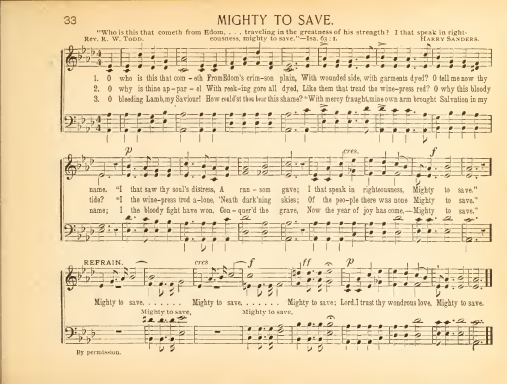 33 MIGHTY TO SAVE.
"Who is this that cometh from Edom, . . . traveling in the greatness of his strength? I that speak in right-
Rev. R. W. TODD. eousness, mighty to save."—Isa. 63:1. HARRY SANDERS.
1. O who is this that com - eth From Edom's crim-son plain, With wounded side, with garments dyed? O tell me now thy
2. O why is thine ap - par - el With reek-ing gore all dyed, Like them that tread the wine-press red? O why this bloody
3. O bleeding Lamb, my Saviour! How could'st thou bear this shame? "With mercy fraught, mine own arm brought Salvation in my
p cres. f
name. "I that saw thy soul's distress, A ran - som gave; I that speak in righteousness, Mighty to save."
tide? "I the wine-press trod a-lone, 'Neath dark'ning skies; Of the peo-ple there was none Mighty to save."
name; I the bloody fight have won, Con - quer'd the grave, Now the year of joy has come,—Mighty to save."
REFRAIN. cres f ff p
Mighty to save, . . . . . . . Mighty to save, . . . . . . . Mighty to save; Lord, I trust thy wondrous love, Mighty to save.
Mighty to save, Mighty to save,
By permission.